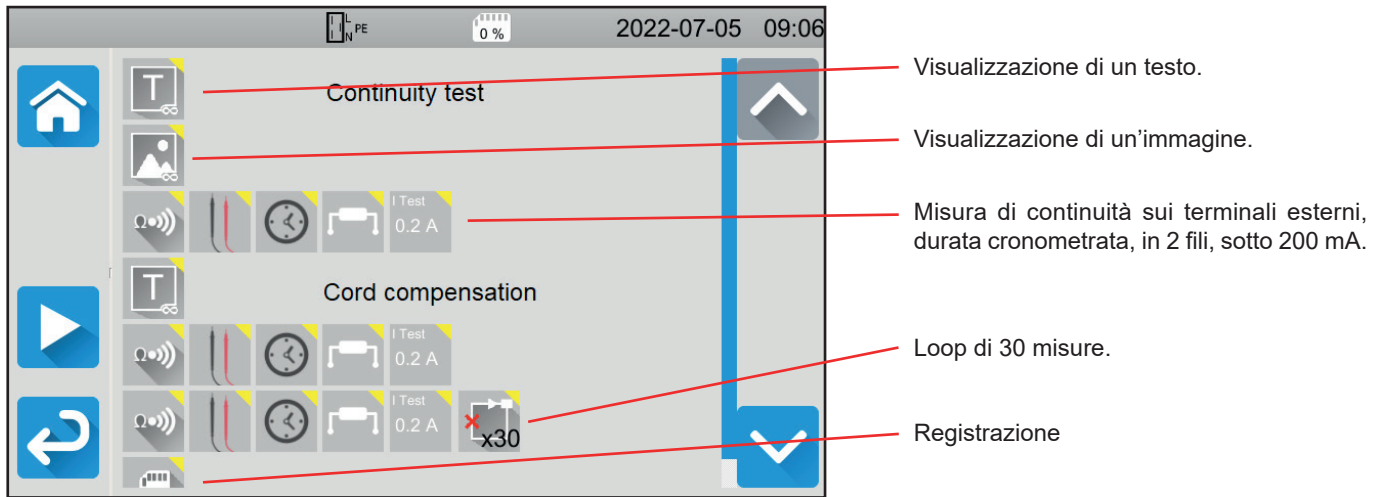 L
N PE
0 %
2022-07-05 09:06
T
Continuity test
Visualizzazione di un testo.
Visualizzazione di un'immagine.
Ω
I Test
0.2 A
Misura di continuità sui terminali esterni,
durata cronometrata, in 2 fili, sotto 200 mA.
T
Cord compensation
Ω
I Test
0.2 A
Ω
I Test
0.2 A
x30
Loop di 30 misure.
Registrazione